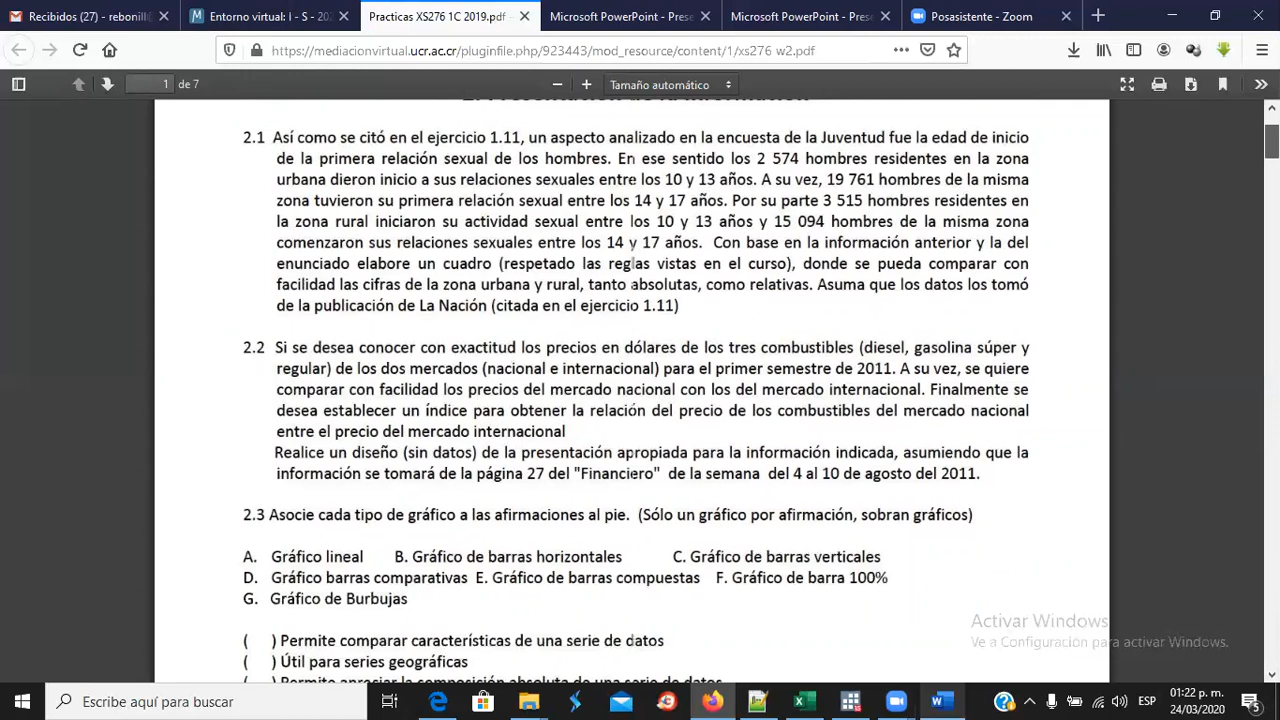 Recibidos (27) - rebonill
Entorno virtual: I - S - 202
Practicas XS276 1C 2019.pdf
Microsoft PowerPoint - Prese
Microsoft PowerPoint - Prese
Posasistente - Zoom
https://mediacionvirtual.ucr.ac.cr/pluginfile.php/923443/mod_resource/content/1/xs276 w2.pdf
1 de 7
Tamaño automático
2. Presentación de la Información
2.1 Así como se citó en el ejercicio 1.11, un aspecto analizado en la encuesta de la Juventud fue la edad de inicio
de la primera relación sexual de los hombres. En ese sentido los 2 574 hombres residentes en la zona
urbana dieron inicio a sus relaciones sexuales entre los 10 y 13 años. A su vez, 19 761 hombres de la misma
zona tuvieron su primera relación sexual entre los 14 y 17 años. Por su parte 3 515 hombres residentes en
la zona rural iniciaron su actividad sexual entre los 10 y 13 años y 15 094 hombres de la misma zona
comenzaron sus relaciones sexuales entre los 14 y 17 años. Con base en la información anterior y la del
enunciado elabore un cuadro (respetado las reglas vistas en el curso), donde se pueda comparar con
facilidad las cifras de la zona urbana y rural, tanto absolutas, como relativas. Asuma que los datos los tomó
de la publicación de La Nación (citada en el ejercicio 1.11)
2.2 Si se desea conocer con exactitud los precios en dólares de los tres combustibles (diesel, gasolina súper y
regular) de los dos mercados (nacional e internacional) para el primer semestre de 2011. A su vez, se quiere
comparar con facilidad los precios del mercado nacional con los del mercado internacional. Finalmente se
desea establecer un índice para obtener la relación del precio de los combustibles del mercado nacional
entre el precio del mercado internacional
Realice un diseño (sin datos) de la presentación apropiada para la información indicada, asumiendo que la
información se tomará de la página 27 del "Financiero" de la semana del 4 al 10 de agosto del 2011.
2.3 Asocie cada tipo de gráfico a las afirmaciones al pie. (Sólo un gráfico por afirmación, sobran gráficos)
A. Gráfico lineal B. Gráfico de barras horizontales C. Gráfico de barras verticales
D. Gráfico barras comparativas E. Gráfico de barras compuestas F. Gráfico de barra 100%
G. Gráfico de Burbujas
( ) Permite comparar características de una serie de datos
( ) Útil para series geográficas
( ) Permite apreciar la composición absoluta de una serie de datos
Activar Windows
Ve a Configuración para activar Windows.
Escribe aquí para buscar
ESP
01:22 p. m.
24/03/2020
5